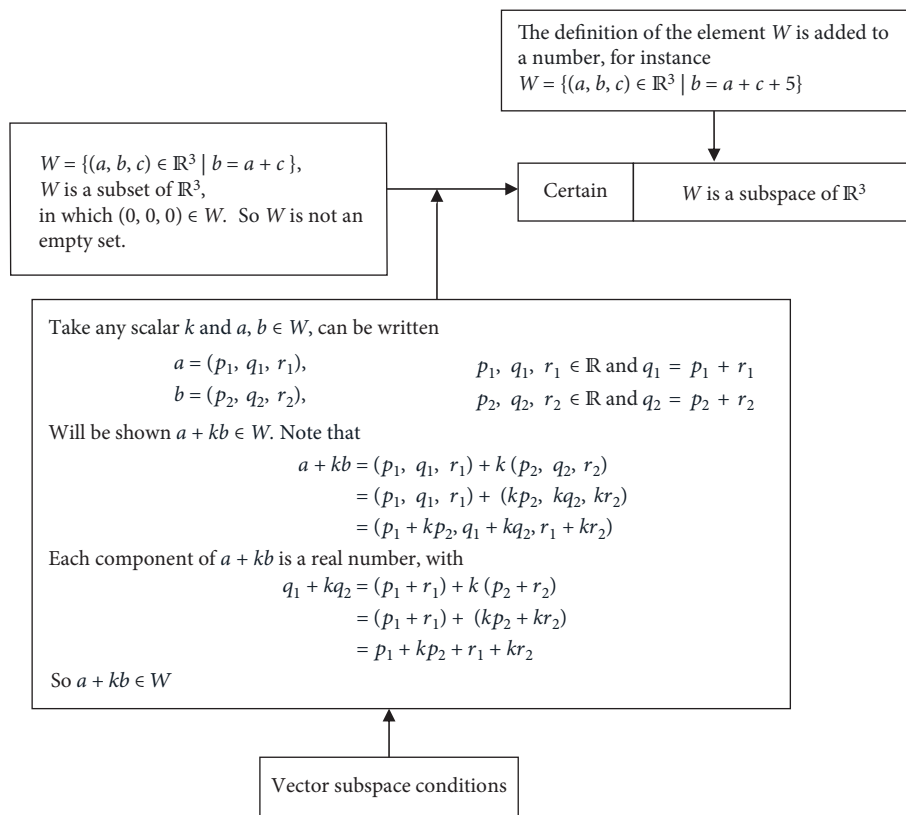 The definition of the element W is added to
a number, for instance
W = {(a, b, c) ∈ ℝ³ | b = a + c + 5}
W = {(a, b, c) ∈ ℝ³ | b = a + c },
W is a subset of ℝ³,
in which (0, 0, 0) ∈ W. So W is not an
empty set.
Certain
W is a subspace of ℝ³
Take any scalar k and a, b ∈ W, can be written
a = (p₁, q₁, r₁), p₁, q₁, r₁ ∈ ℝ and q₁ = p₁ + r₁
b = (p₂, q₂, r₂), p₂, q₂, r₂ ∈ ℝ and q₂ = p₂ + r₂
Will be shown a + kb ∈ W. Note that
a + kb = (p₁, q₁, r₁) + k (p₂, q₂, r₂)
= (p₁, q₁, r₁) + (kp₂, kq₂, kr₂)
= (p₁ + kp₂, q₁ + kq₂, r₁ + kr₂)
Each component of a + kb is a real number, with
q₁ + kq₂ = (p₁ + r₁) + k (p₂ + r₂)
= (p₁ + r₁) + (kp₂ + kr₂)
= p₁ + kp₂ + r₁ + kr₂
So a + kb ∈ W
Vector subspace conditions